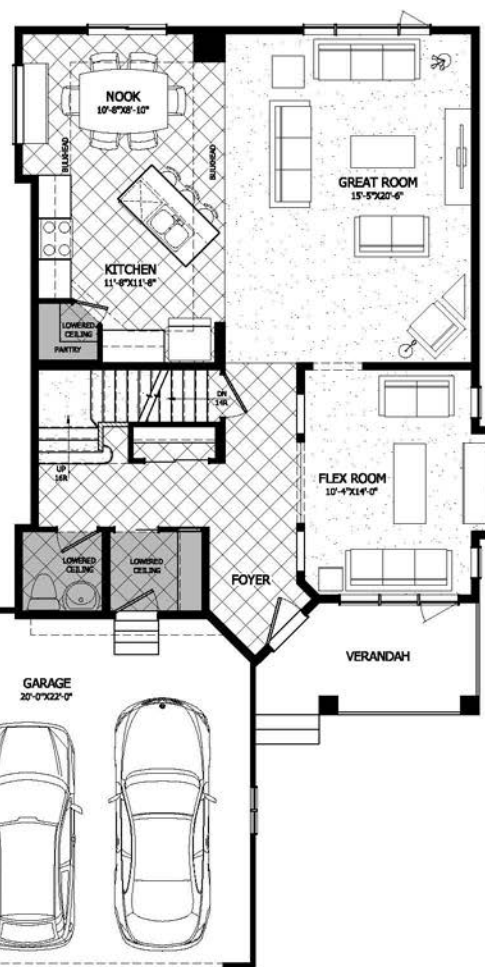 NOOK
10'-8"X8'-10"
BULKHEAD
BULKHEAD
GREAT ROOM
15'-5"X20'-6"
KITCHEN
11'-8"X11'-8"
LOWERED
CEILING
PANTRY
DN
14R
UP
16R
FLEX ROOM
10'-4"X14'-0"
LOWERED
CEILING
LOWERED
CEILING
FOYER
VERANDAH
GARAGE
20'-0"X22'-0"